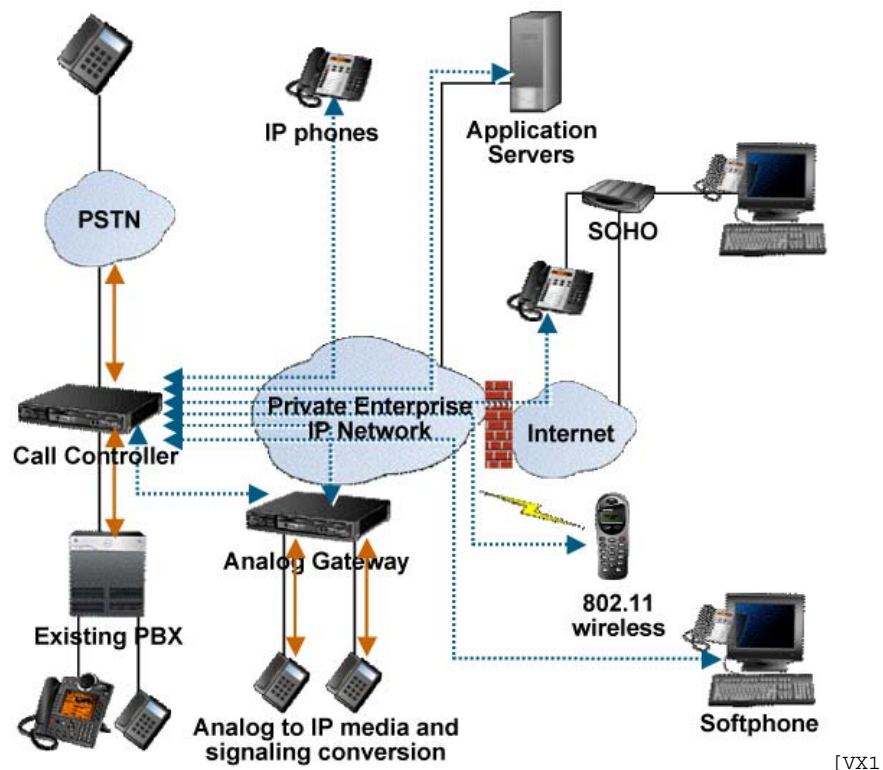 IP phones
Application
Servers
PSTN
SOHO
Private Enterprise
IP Network
Internet
Call Controller
Analog Gateway
802.11
wireless
Existing PBX
Analog to IP media and
signaling conversion
Softphone
[VX1